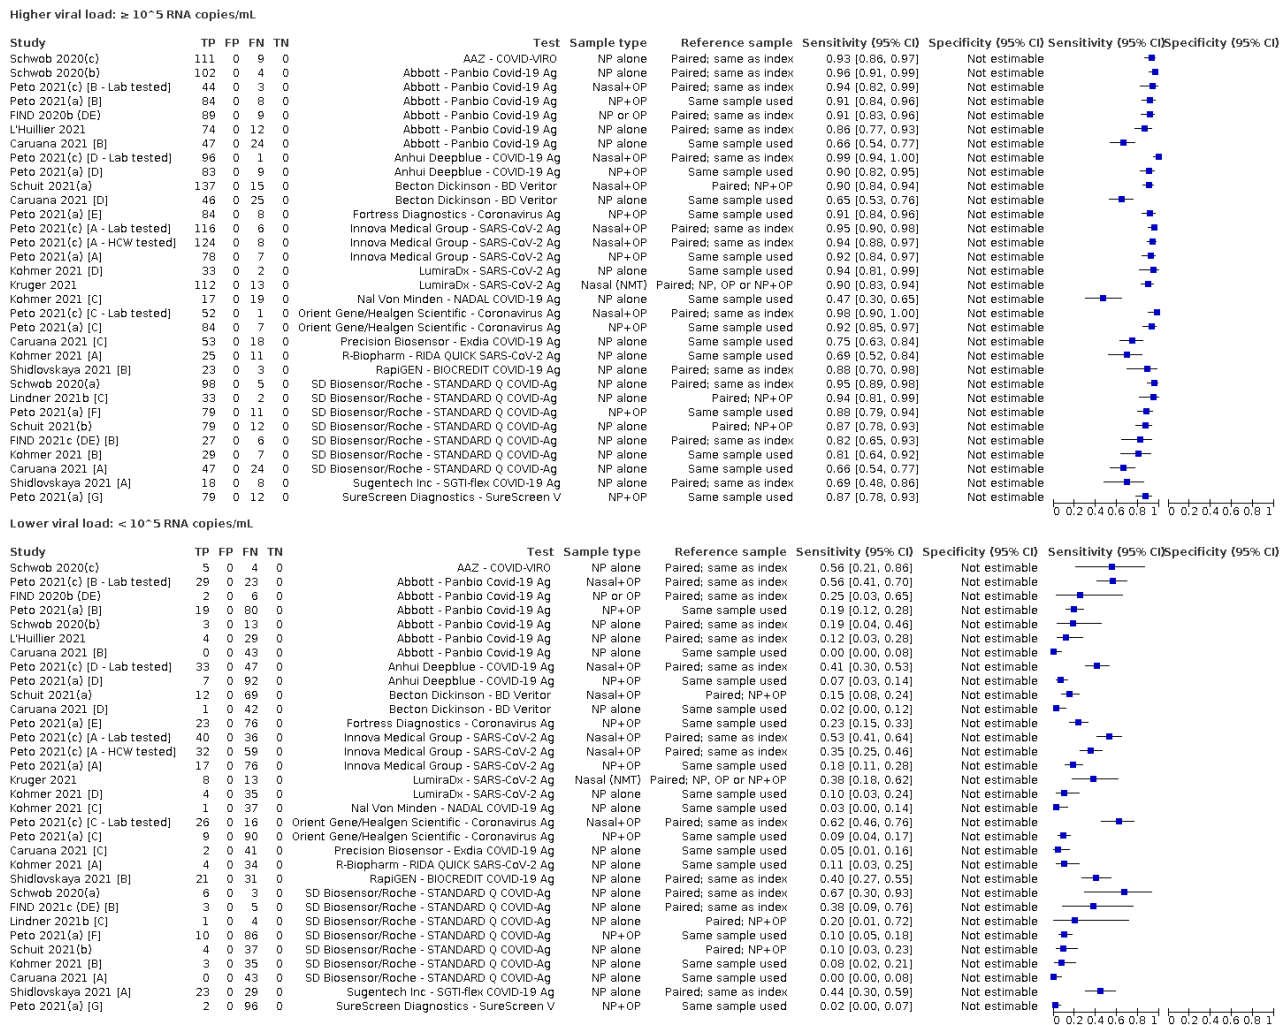 Higher viral load: ≥ 10^5 RNA copies/mL
Study TP FP FN TN Test Sample type Reference sample Sensitivity (95% CI) Specificity (95% CI) Sensitivity (95% CI) Specificity (95% CI)
Schwob 2020(c) 111 0 9 0 AAZ - COVID-VIRO NP alone Paired; same as index 0.93 [0.86, 0.97] Not estimable
Schwob 2020(b) 102 0 4 0 Abbott - Panbio Covid-19 Ag NP alone Paired; same as index 0.96 [0.91, 0.99] Not estimable
Peto 2021(c) [B - Lab tested] 44 0 3 0 Abbott - Panbio Covid-19 Ag Nasal+OP Paired; same as index 0.94 [0.82, 0.99] Not estimable
Peto 2021(a) [B] 84 0 8 0 Abbott - Panbio Covid-19 Ag NP+OP Same sample used 0.91 [0.84, 0.96] Not estimable
FIND 2020b (DE) 89 0 9 0 Abbott - Panbio Covid-19 Ag NP or OP Paired; same as index 0.91 [0.83, 0.96] Not estimable
L'Huillier 2021 74 0 12 0 Abbott - Panbio Covid-19 Ag NP alone Paired; same as index 0.86 [0.77, 0.93] Not estimable
Caruana 2021 [B] 47 0 24 0 Abbott - Panbio Covid-19 Ag NP alone Same sample used 0.66 [0.54, 0.77] Not estimable
Peto 2021(c) [D - Lab tested] 96 0 1 0 Anhui Deepblue - COVID-19 Ag Nasal+OP Paired; same as index 0.99 [0.94, 1.00] Not estimable
Peto 2021(a) [D] 83 0 9 0 Anhui Deepblue - COVID-19 Ag NP+OP Same sample used 0.90 [0.82, 0.95] Not estimable
Schuit 2021(a) 137 0 15 0 Becton Dickinson - BD Veritor Nasal+OP Paired; NP+OP 0.90 [0.84, 0.94] Not estimable
Caruana 2021 [D] 46 0 25 0 Becton Dickinson - BD Veritor NP alone Same sample used 0.65 [0.53, 0.76] Not estimable
Peto 2021(a) [E] 84 0 8 0 Fortress Diagnostics - Coronavirus Ag NP+OP Same sample used 0.91 [0.84, 0.96] Not estimable
Peto 2021(c) [A - Lab tested] 116 0 6 0 Innova Medical Group - SARS-CoV-2 Ag Nasal+OP Paired; same as index 0.95 [0.90, 0.98] Not estimable
Peto 2021(c) [A - HCW tested] 124 0 8 0 Innova Medical Group - SARS-CoV-2 Ag Nasal+OP Paired; same as index 0.94 [0.88, 0.97] Not estimable
Peto 2021(a) [A] 78 0 7 0 Innova Medical Group - SARS-CoV-2 Ag NP+OP Same sample used 0.92 [0.84, 0.97] Not estimable
Kohmer 2021 [D] 33 0 2 0 LumiraDx - SARS-CoV-2 Ag NP alone Same sample used 0.94 [0.81, 0.99] Not estimable
Kruger 2021 112 0 13 0 LumiraDx - SARS-CoV-2 Ag Nasal (NMT) Paired; NP, OP or NP+OP 0.90 [0.83, 0.94] Not estimable
Kohmer 2021 [C] 17 0 19 0 Nal Von Minden - NADAL COVID-19 Ag NP alone Same sample used 0.47 [0.30, 0.65] Not estimable
Peto 2021(c) [C - Lab tested] 52 0 1 0 Orient Gene/Healgen Scientific - Coronavirus Ag Nasal+OP Paired; same as index 0.98 [0.90, 1.00] Not estimable
Peto 2021(a) [C] 84 0 7 0 Orient Gene/Healgen Scientific - Coronavirus Ag NP+OP Same sample used 0.92 [0.85, 0.97] Not estimable
Caruana 2021 [C] 53 0 18 0 Precision Biosensor - Exdia COVID-19 Ag NP alone Same sample used 0.75 [0.63, 0.84] Not estimable
Kohmer 2021 [A] 25 0 11 0 R-Biopharm - RIDA QUICK SARS-CoV-2 Ag NP alone Same sample used 0.69 [0.52, 0.84] Not estimable
Shidlovskaya 2021 [B] 23 0 3 0 RapiGEN - BIOCREDIT COVID-19 Ag NP alone Paired; same as index 0.88 [0.70, 0.98] Not estimable
Schwob 2020(a) 98 0 5 0 SD Biosensor/Roche - STANDARD Q COVID-Ag NP alone Paired; same as index 0.95 [0.89, 0.98] Not estimable
Lindner 2021b [C] 33 0 2 0 SD Biosensor/Roche - STANDARD Q COVID-Ag NP alone Paired; NP+OP 0.94 [0.81, 0.99] Not estimable
Peto 2021(a) [F] 79 0 11 0 SD Biosensor/Roche - STANDARD Q COVID-Ag NP+OP Same sample used 0.88 [0.79, 0.94] Not estimable
Schuit 2021(b) 79 0 12 0 SD Biosensor/Roche - STANDARD Q COVID-Ag NP alone Paired; NP+OP 0.87 [0.78, 0.93] Not estimable
FIND 2021c (DE) [B] 27 0 6 0 SD Biosensor/Roche - STANDARD Q COVID-Ag NP alone Paired; same as index 0.82 [0.65, 0.93] Not estimable
Kohmer 2021 [B] 29 0 7 0 SD Biosensor/Roche - STANDARD Q COVID-Ag NP alone Same sample used 0.81 [0.64, 0.92] Not estimable
Caruana 2021 [A] 47 0 24 0 SD Biosensor/Roche - STANDARD Q COVID-Ag NP alone Same sample used 0.66 [0.54, 0.77] Not estimable
Shidlovskaya 2021 [A] 18 0 8 0 Sugentech Inc - SGTI-flex COVID-19 Ag NP alone Paired; same as index 0.69 [0.48, 0.86] Not estimable
Peto 2021(a) [G] 79 0 12 0 SureScreen Diagnostics - SureScreen V NP+OP Same sample used 0.87 [0.78, 0.93] Not estimable
0 0.2 0.4 0.6 0.8 1 0 0.2 0.4 0.6 0.8 1
Lower viral load: < 10^5 RNA copies/mL
Study TP FP FN TN Test Sample type Reference sample Sensitivity (95% CI) Specificity (95% CI) Sensitivity (95% CI) Specificity (95% CI)
Schwob 2020(c) 5 0 4 0 AAZ - COVID-VIRO NP alone Paired; same as index 0.56 [0.21, 0.86] Not estimable
Peto 2021(c) [B - Lab tested] 29 0 23 0 Abbott - Panbio Covid-19 Ag Nasal+OP Paired; same as index 0.56 [0.41, 0.70] Not estimable
FIND 2020b (DE) 2 0 6 0 Abbott - Panbio Covid-19 Ag NP or OP Paired; same as index 0.25 [0.03, 0.65] Not estimable
Peto 2021(a) [B] 19 0 80 0 Abbott - Panbio Covid-19 Ag NP+OP Same sample used 0.19 [0.12, 0.28] Not estimable
Schwob 2020(b) 3 0 13 0 Abbott - Panbio Covid-19 Ag NP alone Paired; same as index 0.19 [0.04, 0.46] Not estimable
L'Huillier 2021 4 0 29 0 Abbott - Panbio Covid-19 Ag NP alone Paired; same as index 0.12 [0.03, 0.28] Not estimable
Caruana 2021 [B] 0 0 43 0 Abbott - Panbio Covid-19 Ag NP alone Same sample used 0.00 [0.00, 0.08] Not estimable
Peto 2021(c) [D - Lab tested] 33 0 47 0 Anhui Deepblue - COVID-19 Ag Nasal+OP Paired; same as index 0.41 [0.30, 0.53] Not estimable
Peto 2021(a) [D] 7 0 92 0 Anhui Deepblue - COVID-19 Ag NP+OP Same sample used 0.07 [0.03, 0.14] Not estimable
Schuit 2021(a) 12 0 69 0 Becton Dickinson - BD Veritor Nasal+OP Paired; NP+OP 0.15 [0.08, 0.24] Not estimable
Caruana 2021 [D] 1 0 42 0 Becton Dickinson - BD Veritor NP alone Same sample used 0.02 [0.00, 0.12] Not estimable
Peto 2021(a) [E] 23 0 76 0 Fortress Diagnostics - Coronavirus Ag NP+OP Same sample used 0.23 [0.15, 0.33] Not estimable
Peto 2021(c) [A - Lab tested] 40 0 36 0 Innova Medical Group - SARS-CoV-2 Ag Nasal+OP Paired; same as index 0.53 [0.41, 0.64] Not estimable
Peto 2021(c) [A - HCW tested] 32 0 59 0 Innova Medical Group - SARS-CoV-2 Ag Nasal+OP Paired; same as index 0.35 [0.25, 0.46] Not estimable
Peto 2021(a) [A] 17 0 76 0 Innova Medical Group - SARS-CoV-2 Ag NP+OP Same sample used 0.18 [0.11, 0.28] Not estimable
Kruger 2021 8 0 13 0 LumiraDx - SARS-CoV-2 Ag Nasal (NMT) Paired; NP, OP or NP+OP 0.38 [0.18, 0.62] Not estimable
Kohmer 2021 [D] 4 0 35 0 LumiraDx - SARS-CoV-2 Ag NP alone Same sample used 0.10 [0.03, 0.24] Not estimable
Kohmer 2021 [C] 1 0 37 0 Nal Von Minden - NADAL COVID-19 Ag NP alone Same sample used 0.03 [0.00, 0.14] Not estimable
Peto 2021(c) [C - Lab tested] 26 0 16 0 Orient Gene/Healgen Scientific - Coronavirus Ag Nasal+OP Paired; same as index 0.62 [0.46, 0.76] Not estimable
Peto 2021(a) [C] 9 0 90 0 Orient Gene/Healgen Scientific - Coronavirus Ag NP+OP Same sample used 0.09 [0.04, 0.17] Not estimable
Caruana 2021 [C] 2 0 41 0 Precision Biosensor - Exdia COVID-19 Ag NP alone Same sample used 0.05 [0.01, 0.16] Not estimable
Kohmer 2021 [A] 4 0 34 0 R-Biopharm - RIDA QUICK SARS-CoV-2 Ag NP alone Same sample used 0.11 [0.03, 0.25] Not estimable
Shidlovskaya 2021 [B] 21 0 31 0 RapiGEN - BIOCREDIT COVID-19 Ag NP alone Paired; same as index 0.40 [0.27, 0.55] Not estimable
Schwob 2020(a) 6 0 3 0 SD Biosensor/Roche - STANDARD Q COVID-Ag NP alone Paired; same as index 0.67 [0.30, 0.93] Not estimable
FIND 2021c (DE) [B] 3 0 5 0 SD Biosensor/Roche - STANDARD Q COVID-Ag NP alone Paired; same as index 0.38 [0.09, 0.76] Not estimable
Lindner 2021b [C] 1 0 4 0 SD Biosensor/Roche - STANDARD Q COVID-Ag NP alone Paired; NP+OP 0.20 [0.01, 0.72] Not estimable
Peto 2021(a) [F] 10 0 86 0 SD Biosensor/Roche - STANDARD Q COVID-Ag NP+OP Same sample used 0.10 [0.05, 0.18] Not estimable
Schuit 2021(b) 4 0 37 0 SD Biosensor/Roche - STANDARD Q COVID-Ag NP alone Paired; NP+OP 0.10 [0.03, 0.23] Not estimable
Kohmer 2021 [B] 3 0 35 0 SD Biosensor/Roche - STANDARD Q COVID-Ag NP alone Same sample used 0.08 [0.02, 0.21] Not estimable
Caruana 2021 [A] 0 0 43 0 SD Biosensor/Roche - STANDARD Q COVID-Ag NP alone Same sample used 0.00 [0.00, 0.08] Not estimable
Shidlovskaya 2021 [A] 23 0 29 0 Sugentech Inc - SGTI-flex COVID-19 Ag NP alone Paired; same as index 0.44 [0.30, 0.59] Not estimable
Peto 2021(a) [G] 2 0 96 0 SureScreen Diagnostics - SureScreen V NP+OP Same sample used 0.02 [0.00, 0.07] Not estimable
0 0.2 0.4 0.6 0.8 1 0 0.2 0.4 0.6 0.8 1